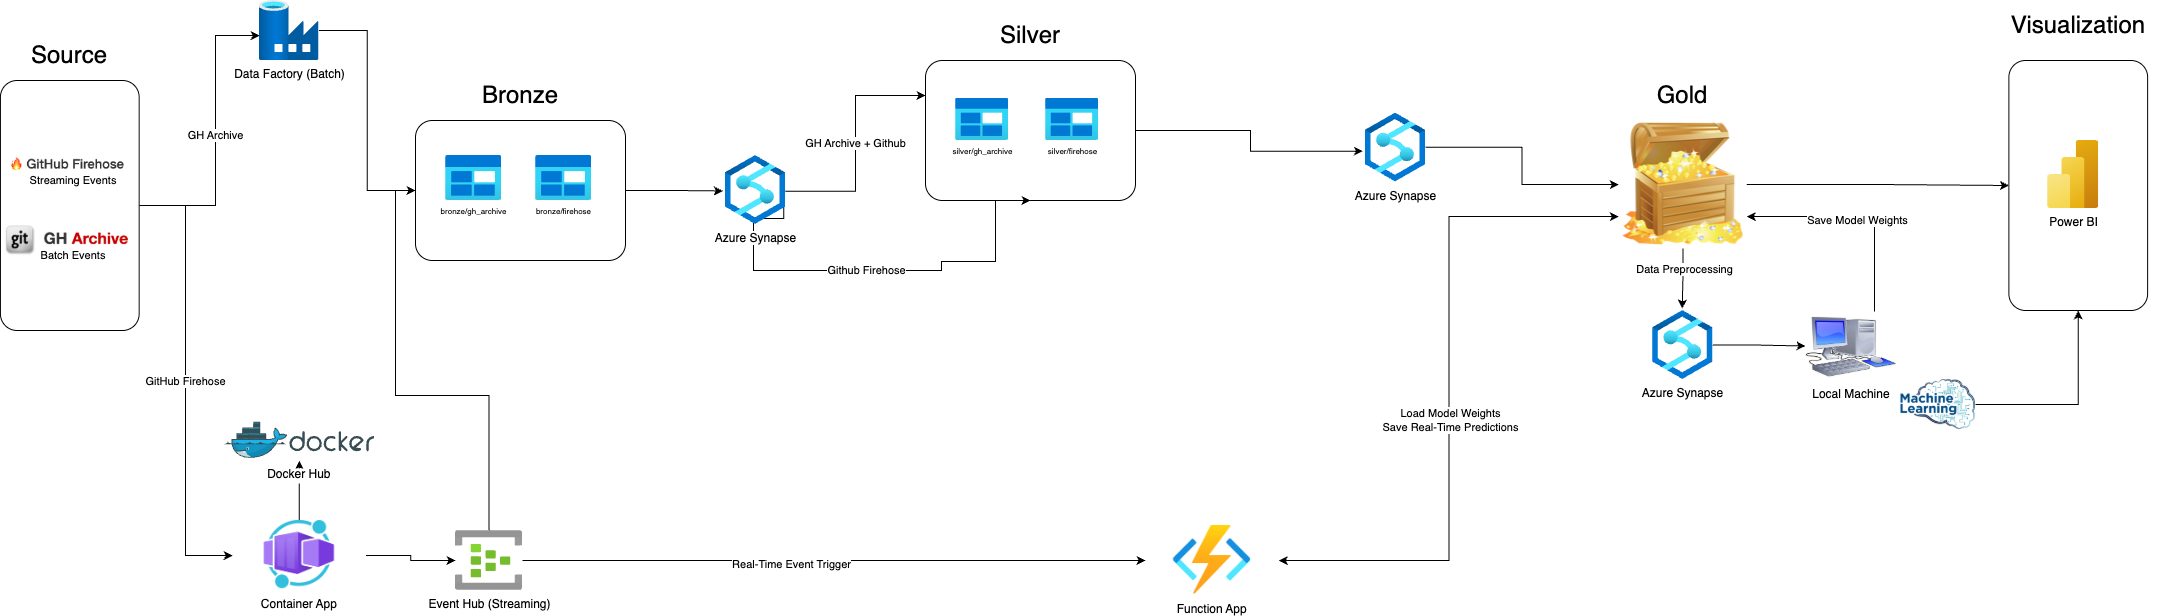 Source
GitHub Firehose
Streaming Events
git
GH Archive
Batch Events
Data Factory (Batch)
GH Archive
GitHub Firehose
docker
Docker Hub
Container App
Event Hub (Streaming)
Bronze
bronze/gh_archive
bronze/firehose
Azure Synapse
GH Archive + Github
Github Firehose
Silver
silver/gh_archive
silver/firehose
Real-Time Event Trigger
Function App
Azure Synapse
Load Model Weights
Save Real-Time Predictions
Gold
Data Preprocessing
Azure Synapse
Save Model Weights
Local Machine
Machine
Learning
Visualization
Power BI